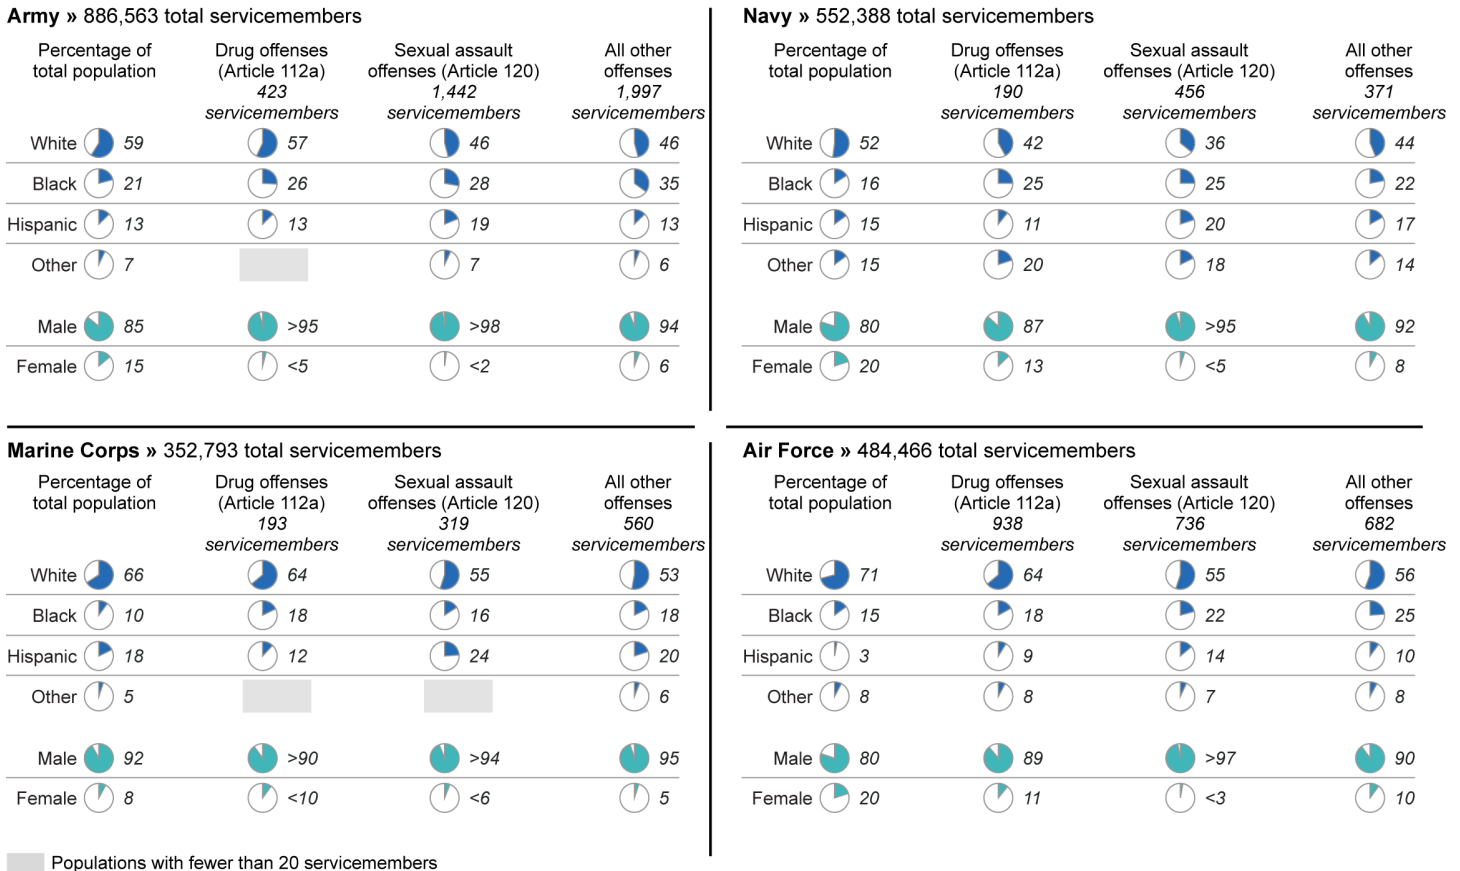 Army » 886,563 total servicemembers
Percentage of total population
Drug offenses (Article 112a) 423 servicemembers
Sexual assault offenses (Article 120) 1,442 servicemembers
All other offenses 1,997 servicemembers
White 59 57 46 46
Black 21 26 28 35
Hispanic 13 13 19 13
Other 7 7 6
Male 85 >95 >98 94
Female 15 <5 <2 6
Navy » 552,388 total servicemembers
Percentage of total population
Drug offenses (Article 112a) 190 servicemembers
Sexual assault offenses (Article 120) 456 servicemembers
All other offenses 371 servicemembers
White 52 42 36 44
Black 16 25 25 22
Hispanic 15 11 20 17
Other 15 20 18 14
Male 80 87 >95 92
Female 20 13 <5 8
Marine Corps » 352,793 total servicemembers
Percentage of total population
Drug offenses (Article 112a) 193 servicemembers
Sexual assault offenses (Article 120) 319 servicemembers
All other offenses 560 servicemembers
White 66 64 55 53
Black 10 18 16 18
Hispanic 18 12 24 20
Other 5 6
Male 92 >90 >94 95
Female 8 <10 <6 5
Air Force » 484,466 total servicemembers
Percentage of total population
Drug offenses (Article 112a) 938 servicemembers
Sexual assault offenses (Article 120) 736 servicemembers
All other offenses 682 servicemembers
White 71 64 55 56
Black 15 18 22 25
Hispanic 3 9 14 10
Other 8 8 7 8
Male 80 89 >97 90
Female 20 11 <3 10
Populations with fewer than 20 servicemembers